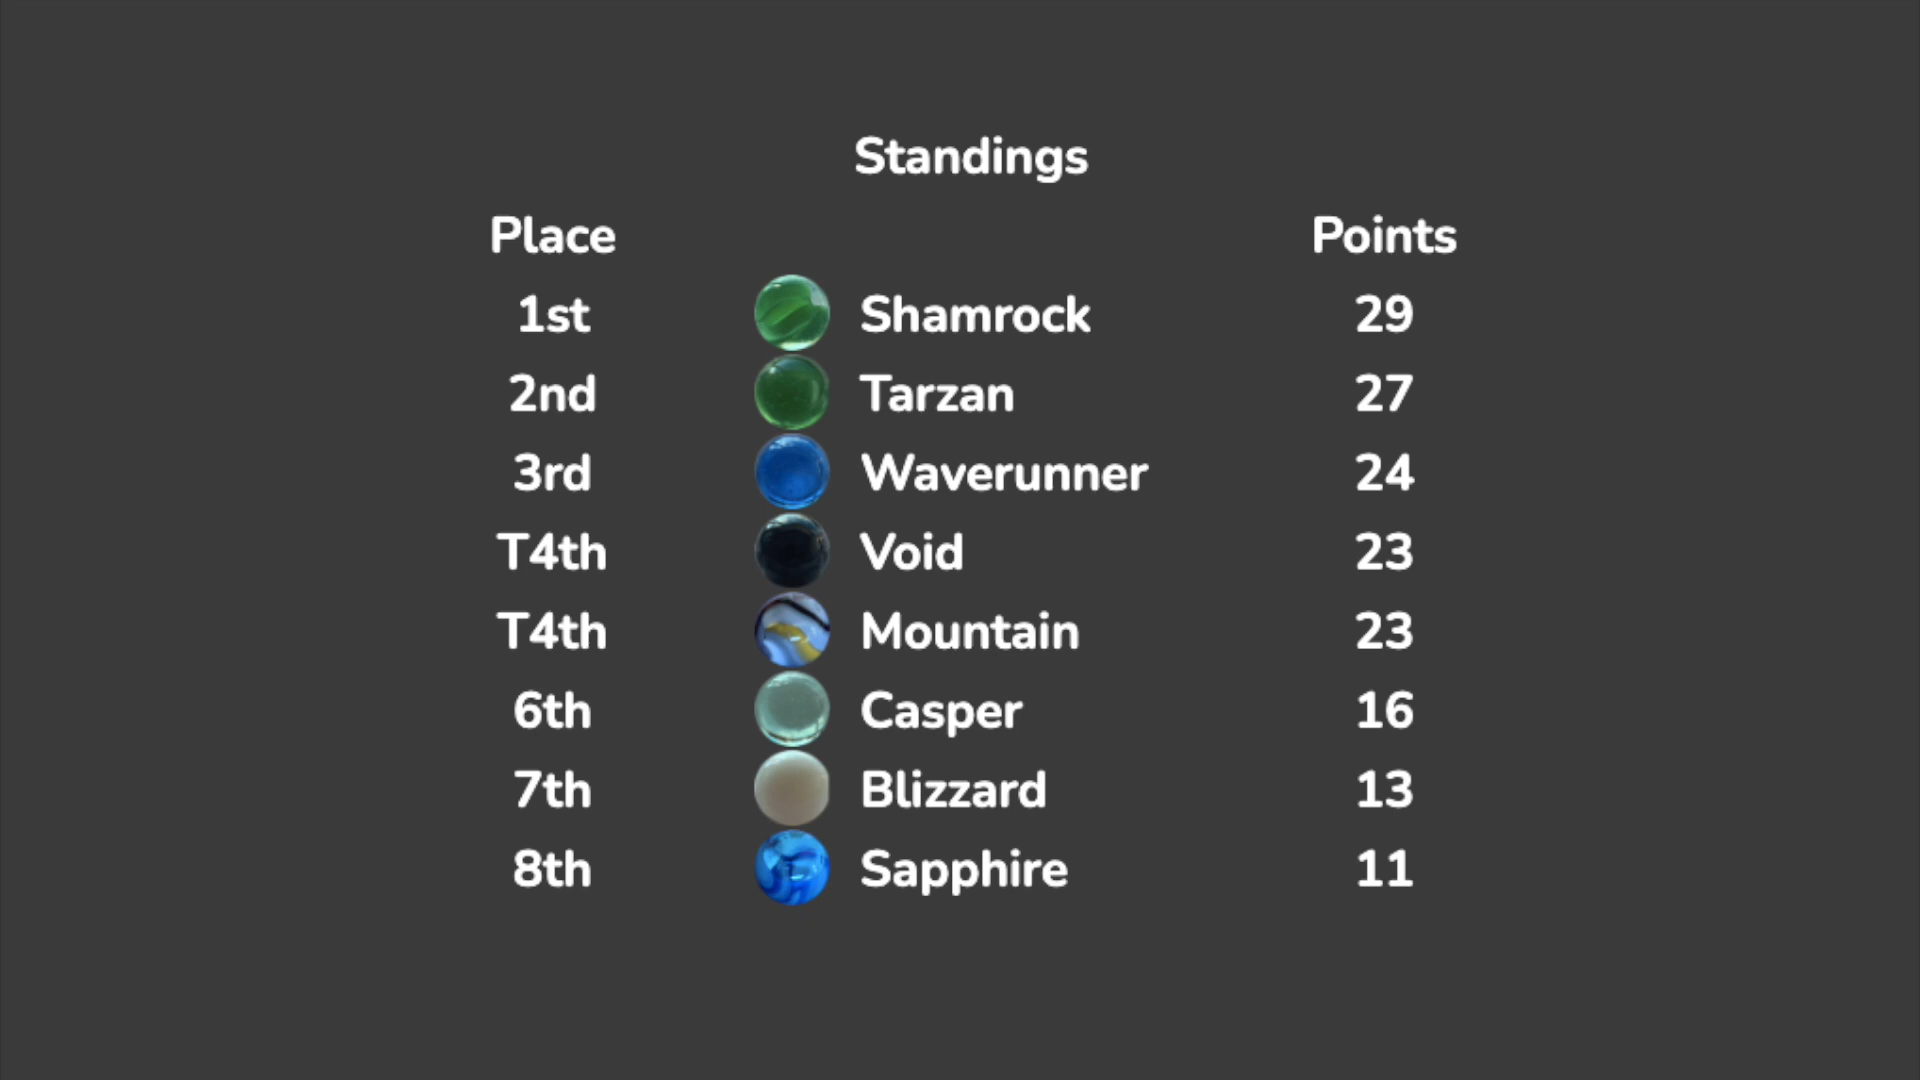 Standings
Place Points
1st Shamrock 29
2nd Tarzan 27
3rd Waverunner 24
T4th Void 23
T4th Mountain 23
6th Casper 16
7th Blizzard 13
8th Sapphire 11